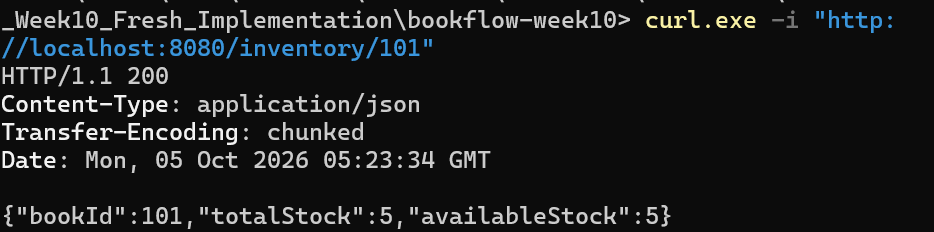 _Week10_Fresh_Implementation\bookflow-week10> curl.exe -i "http:
//localhost:8080/inventory/101"
HTTP/1.1 200
Content-Type: application/json
Transfer-Encoding: chunked
Date: Mon, 05 Oct 2026 05:23:34 GMT

{"bookId":101,"totalStock":5,"availableStock":5}